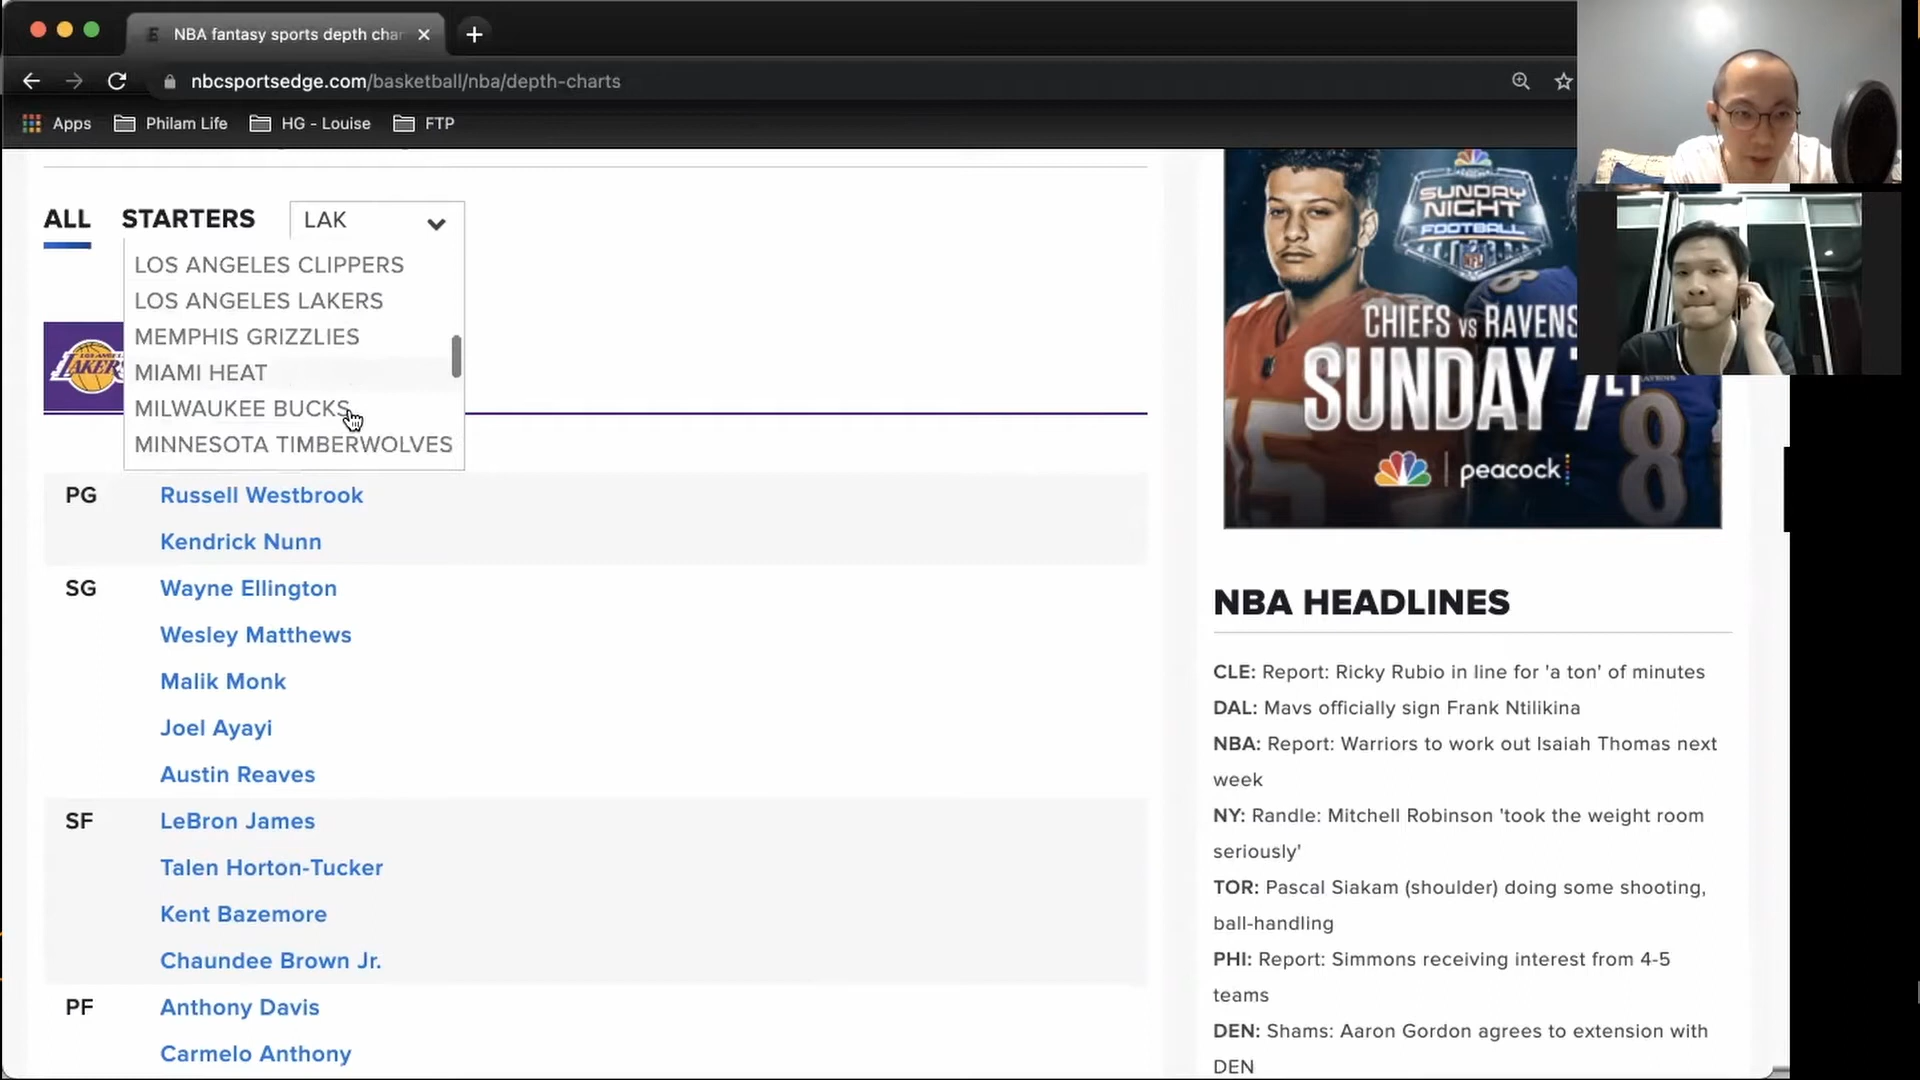 NBA fantasy sports depth char
nbcsportsedge.com/basketball/nba/depth-charts
Apps Philam Life HG - Louise FTP
ALL STARTERS LAK
LOS ANGELES CLIPPERS
LOS ANGELES LAKERS
MEMPHIS GRIZZLIES
MIAMI HEAT
MILWAUKEE BUCKS
MINNESOTA TIMBERWOLVES
LOS ANGELES
LAKERS
PG Russell Westbrook
Kendrick Nunn
SG Wayne Ellington
Wesley Matthews
Malik Monk
Joel Ayayi
Austin Reaves
SF LeBron James
Talen Horton-Tucker
Kent Bazemore
Chaundee Brown Jr.
PF Anthony Davis
Carmelo Anthony
SUNDAY
NIGHT
FOOTBALL
NFL
CHIEFS vs RAVENS
SUNDAY 7
15
8
peacock
NBA HEADLINES
CLE: Report: Ricky Rubio in line for 'a ton' of minutes
DAL: Mavs officially sign Frank Ntilikina
NBA: Report: Warriors to work out Isaiah Thomas next
week
NY: Randle: Mitchell Robinson 'took the weight room
seriously'
TOR: Pascal Siakam (shoulder) doing some shooting,
ball-handling
PHI: Report: Simmons receiving interest from 4-5
teams
DEN: Shams: Aaron Gordon agrees to extension with
DEN